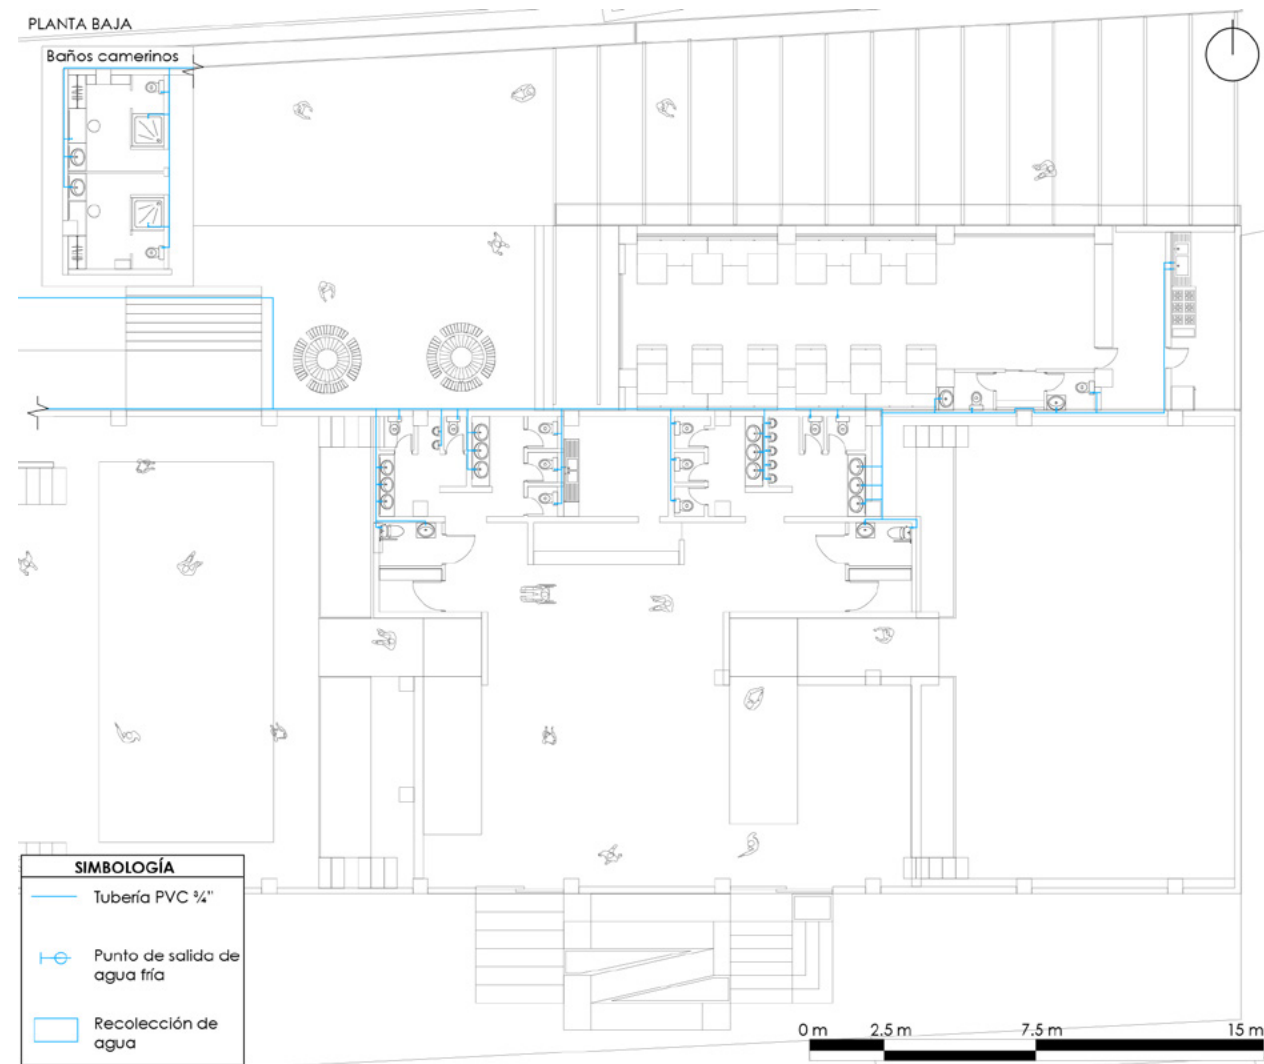 PLANTA BAJA
Baños camerinos
SIMBOLOGÍA
Tubería PVC ¾"
Punto de salida de
agua fría
Recolección de
agua
0 m 2.5 m 7.5 m 15 m